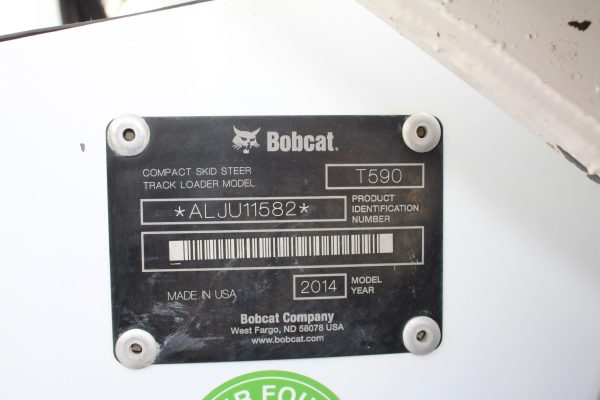 Bobcat.
COMPACT SKID STEER
TRACK LOADER MODEL
T590
*ALJU11582*
PRODUCT
IDENTIFICATION
NUMBER
MADE IN USA
2014
MODEL
YEAR
Bobcat Company
West Fargo, ND 58078 USA
www.bobcat.com